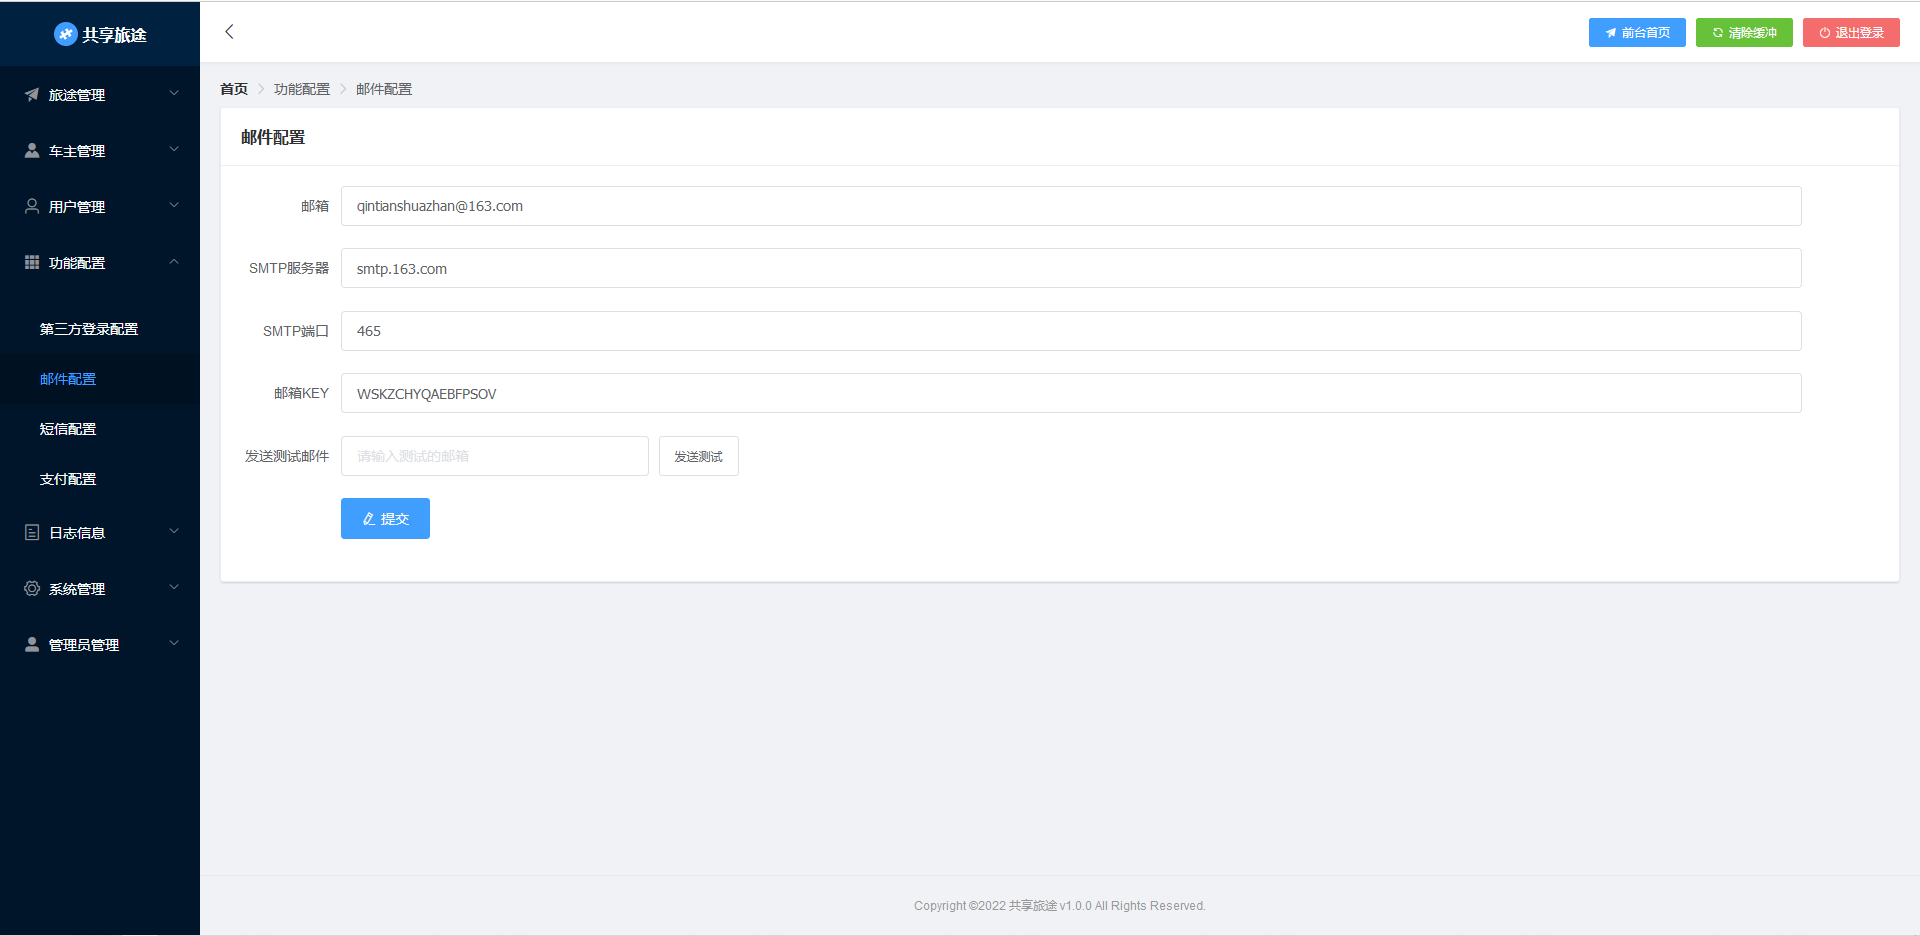 共享旅途
旅途管理
车主管理
用户管理
功能配置
第三方登录配置
邮件配置
短信配置
支付配置
日志信息
系统管理
管理员管理
前台首页
清除缓冲
退出登录
首页 功能配置 邮件配置
邮件配置
邮箱 qintianshuazhan@163.com
SMTP服务器 smtp.163.com
SMTP端口 465
邮箱KEY WSKZCHYQAEBFPSOV
发送测试邮件 请输入测试的邮箱 发送测试
提交
Copyright ©2022 共享旅途 v1.0.0 All Rights Reserved.